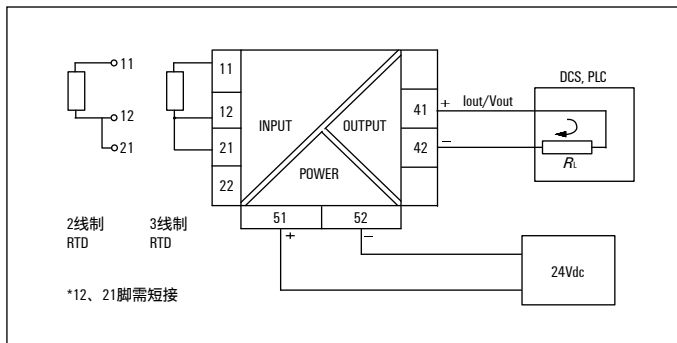 11
12
21
11
12
21
22
INPUT
OUTPUT
POWER
41
42
51
52
+
−
+ Iout/Vout
−
DCS, PLC
RL
24Vdc
2线制
RTD
3线制
RTD
*12、21脚需短接